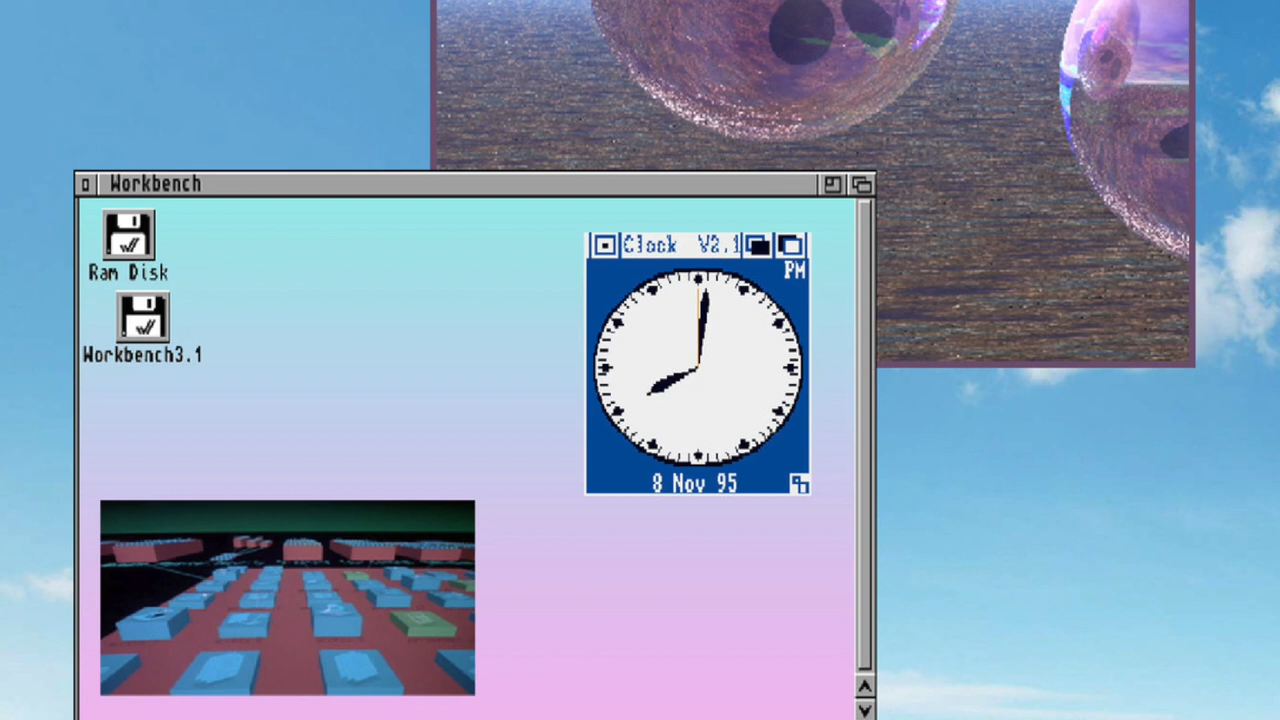 Workbench
Ram Disk
Workbench3.1
Clock V2.1
PM
8 Nov 95